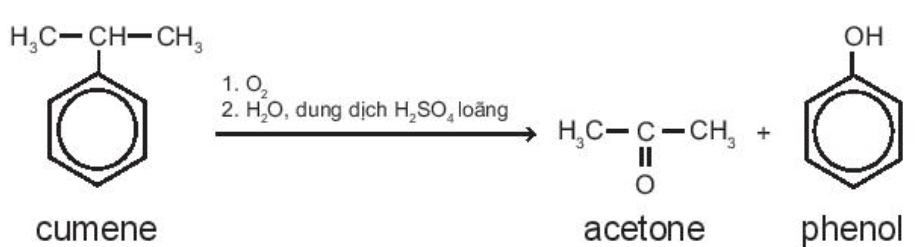 H₃C–CH–CH₃
1. O₂
2. H₂O, dung dịch H₂SO₄ loãng
H₃C–C–CH₃ +
O
OH
cumene
acetone
phenol